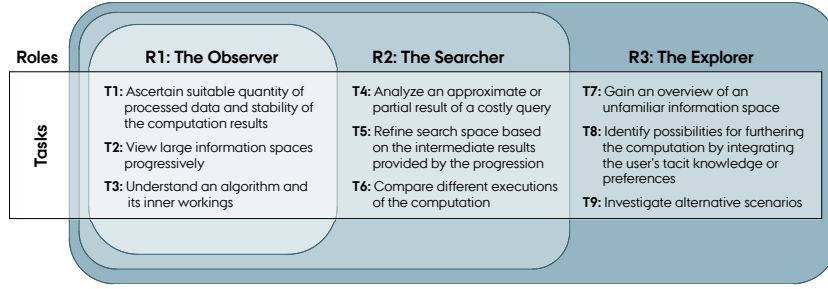 Roles
R1: The Observer
R2: The Searcher
R3: The Explorer
Tasks
T1: Ascertain suitable quantity of
processed data and stability of
the computation results
T2: View large information spaces
progressively
T3: Understand an algorithm and
its inner workings
T4: Analyze an approximate or
partial result of a costly query
T5: Refine search space based
on the intermediate results
provided by the progression
T6: Compare different executions
of the computation
T7: Gain an overview of an
unfamiliar information space
T8: Identify possibilities for furthering
the computation by integrating
the user's tacit knowledge or
preferences
T9: Investigate alternative scenarios